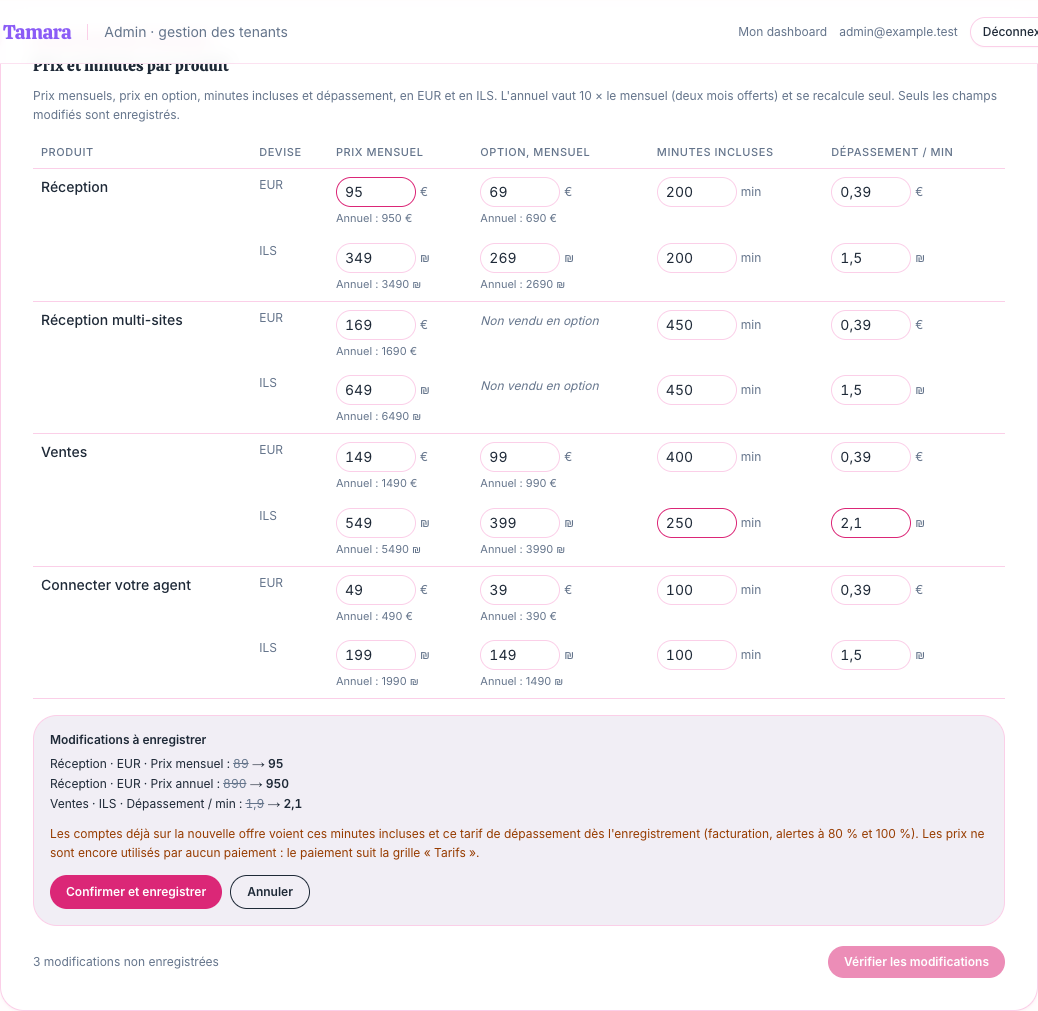 Tamara
Admin · gestion des tenants
Mon dashboard admin@example.test Déconnex
Prix et minutes par produit
Prix mensuels, prix en option, minutes incluses et dépassement, en EUR et en ILS. L'annuel vaut 10 × le mensuel (deux mois offerts) et se recalcule seul. Seuls les champs
modifiés sont enregistrés.
PRODUIT DEVISE PRIX MENSUEL OPTION, MENSUEL MINUTES INCLUSES DÉPASSEMENT / MIN
Réception EUR 95 € 69 € 200 min 0,39 €
Annuel : 950 € Annuel : 690 €
ILS 349 ₪ 269 ₪ 200 min 1,5 ₪
Annuel : 3490 ₪ Annuel : 2690 ₪
Réception multi-sites EUR 169 € Non vendu en option 450 min 0,39 €
Annuel : 1690 €
ILS 649 ₪ Non vendu en option 450 min 1,5 ₪
Annuel : 6490 ₪
Ventes EUR 149 € 99 € 400 min 0,39 €
Annuel : 1490 € Annuel : 990 €
ILS 549 ₪ 399 ₪ 250 min 2,1 ₪
Annuel : 5490 ₪ Annuel : 3990 ₪
Connecter votre agent EUR 49 € 39 € 100 min 0,39 €
Annuel : 490 € Annuel : 390 €
ILS 199 ₪ 149 ₪ 100 min 1,5 ₪
Annuel : 1990 ₪ Annuel : 1490 ₪
Modifications à enregistrer
Réception · EUR · Prix mensuel : 89 → 95
Réception · EUR · Prix annuel : 890 → 950
Ventes · ILS · Dépassement / min : 1,9 → 2,1
Les comptes déjà sur la nouvelle offre voient ces minutes incluses et ce tarif de dépassement dès l'enregistrement (facturation, alertes à 80 % et 100 %). Les prix ne
sont encore utilisés par aucun paiement : le paiement suit la grille « Tarifs ».
Confirmer et enregistrer Annuler
3 modifications non enregistrées Vérifier les modifications